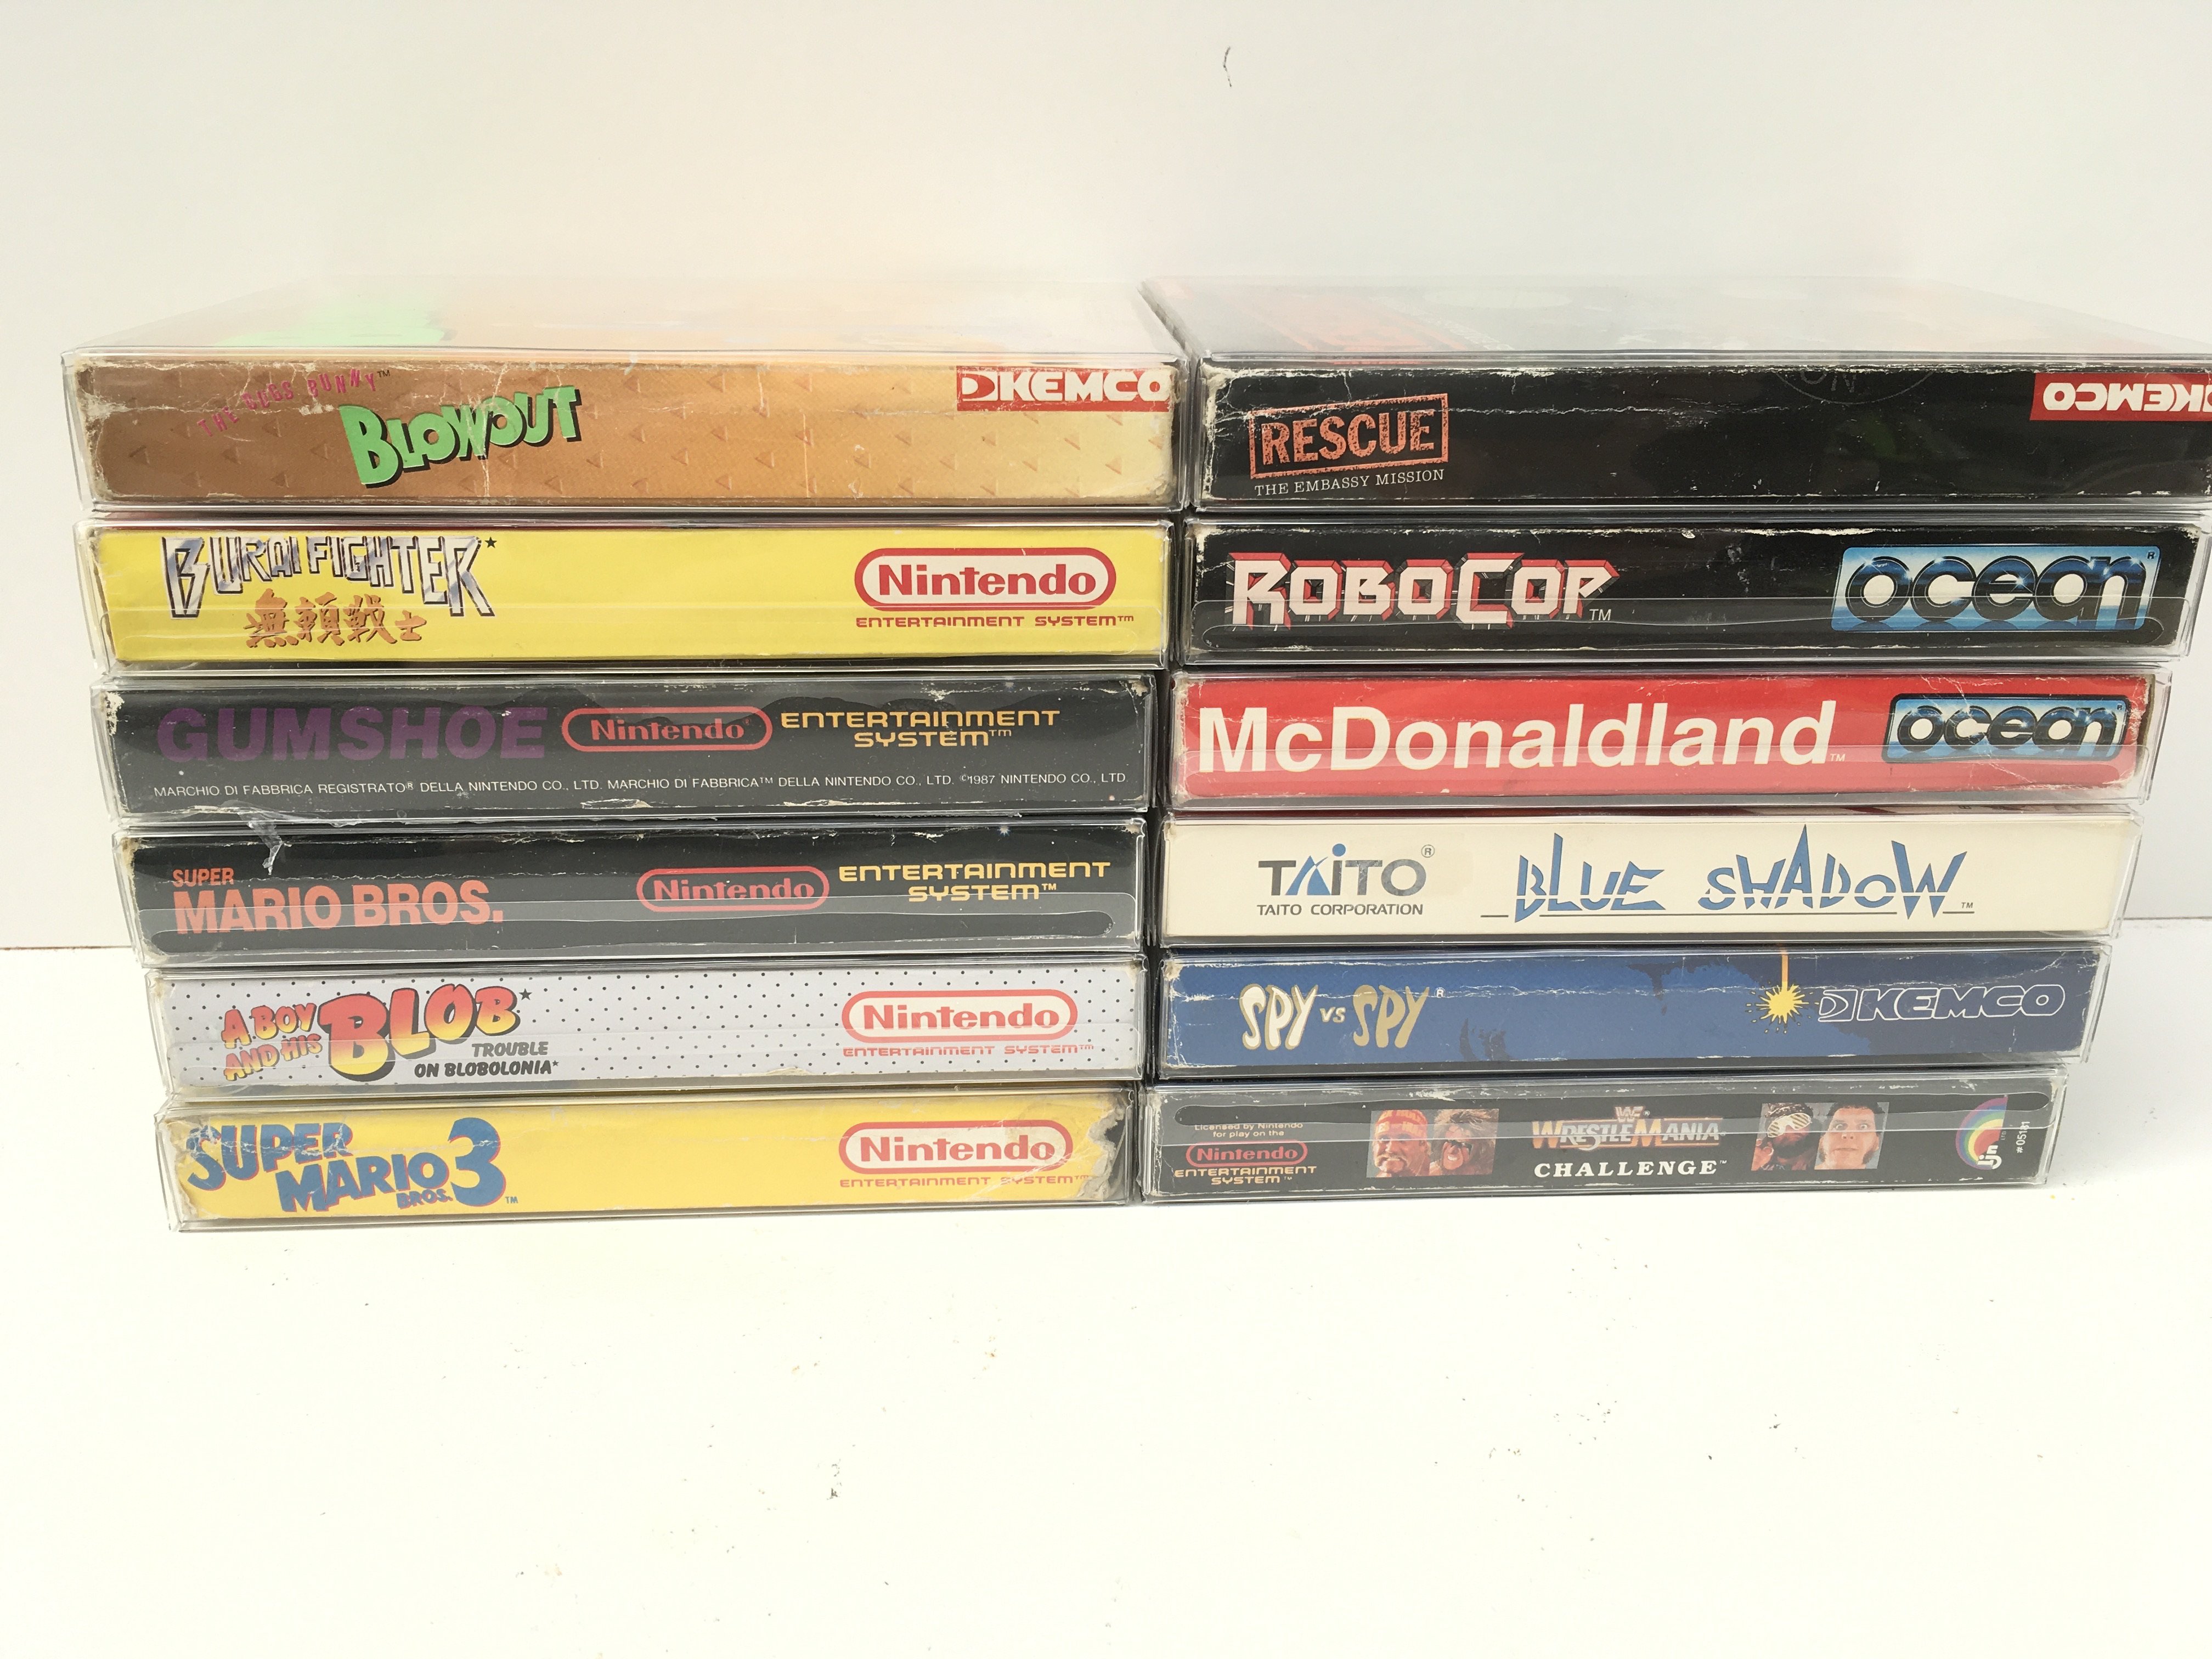 THE BUGS BUNNY™
BLOWOUT
KEMCO
BURAI FIGHTER*
無頼戦士
Nintendo
ENTERTAINMENT SYSTEM™
GUMSHOE
Nintendo®
ENTERTAINMENT
SYSTEM™
MARCHIO DI FABBRICA REGISTRATO® DELLA NINTENDO CO., LTD. MARCHIO DI FABBRICA™ DELLA NINTENDO CO., LTD. ©1987 NINTENDO CO., LTD
SUPER
MARIO BROS.
Nintendo
ENTERTAINMENT
SYSTEM™
A BOY
AND HIS
BLOB*
TROUBLE
ON BLOBOLONIA*
Nintendo
ENTERTAINMENT SYSTEM™
SUPER
MARIO
BROS. 3™
Nintendo
ENTERTAINMENT SYSTEM™
RESCUE
THE EMBASSY MISSION
KEMCO
ROBOCOP™
ocean®
McDonaldland™
ocean®
TAITO®
TAITO CORPORATION
BLUE SHADOW™
SPY vs SPY®
KEMCO
Licensed by Nintendo
for play on the
Nintendo
ENTERTAINMENT
SYSTEM™
WF
WRESTLEMANIA
CHALLENGE™